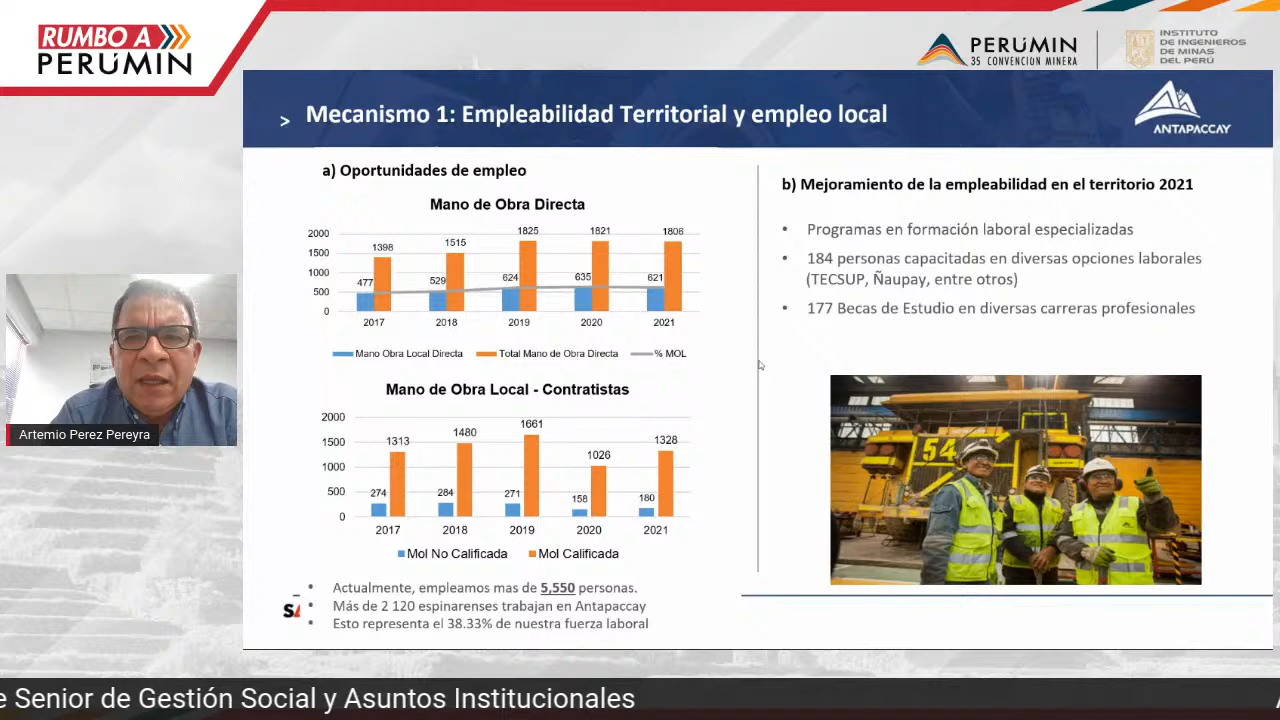 RUMBO A
PERÚMIN
PERÚMIN
35 CONVENCIÓN MINERA
INSTITUTO
DE INGENIEROS
DE MINAS
DEL PERÚ
> Mecanismo 1: Empleabilidad Territorial y empleo local
ANTAPACCAY
a) Oportunidades de empleo
Mano de Obra Directa
2000
1500
1000
500
0
1398
1515
1825
1821
1806
477
529
624
635
621
2017
2018
2019
2020
2021
Mano Obra Local Directa
Total Mano de Obra Directa
% MOL
Mano de Obra Local - Contratistas
2000
1500
1000
500
0
1313
1480
1661
1026
1328
274
284
271
158
180
2017
2018
2019
2020
2021
Mol No Calificada
Mol Calificada
• Actualmente, empleamos mas de 5,550 personas.
• Más de 2 120 espinarenses trabajan en Antapaccay
• Esto representa el 38.33% de nuestra fuerza laboral
b) Mejoramiento de la empleabilidad en el territorio 2021
• Programas en formación laboral especializadas
• 184 personas capacitadas en diversas opciones laborales
(TECSUP, Ñaupay, entre otros)
• 177 Becas de Estudio en diversas carreras profesionales
54
Artemio Perez Pereyra
e Senior de Gestión Social y Asuntos Institucionales